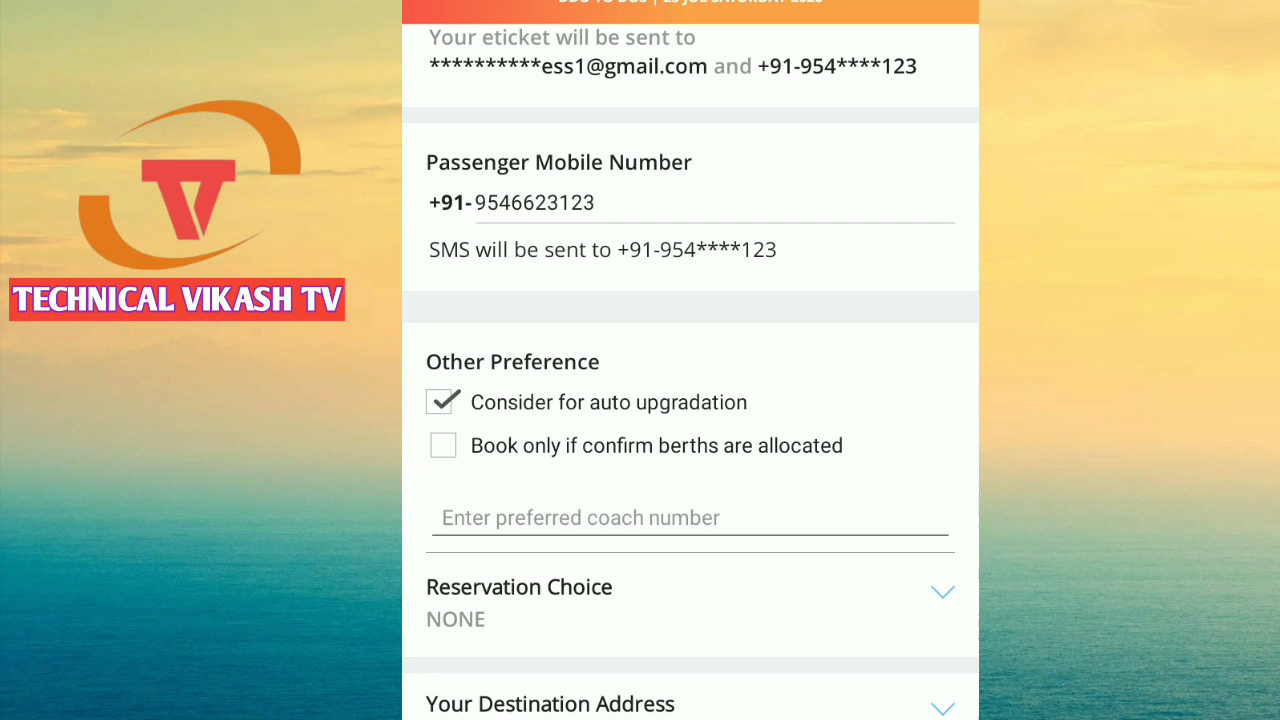 Your eticket will be sent to
**********ess1@gmail.com and +91-954****123
Passenger Mobile Number
+91-9546623123
SMS will be sent to +91-954****123
TECHNICAL VIKASH TV
Other Preference
Consider for auto upgradation
Book only if confirm berths are allocated
Enter preferred coach number
Reservation Choice
NONE
Your Destination Address